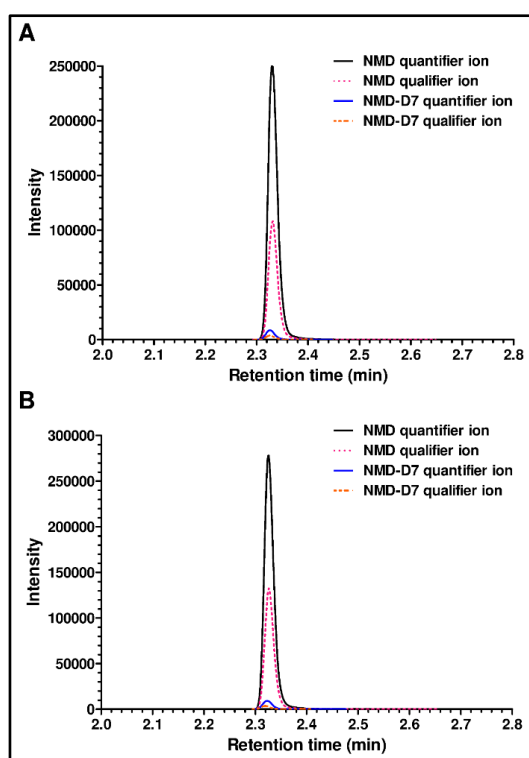 A
NMD quantifier ion
NMD qualifier ion
NMD-D7 quantifier ion
NMD-D7 qualifier ion
250000
200000
150000
100000
50000
0
Intensity
2.0 2.1 2.2 2.3 2.4 2.5 2.6 2.7 2.8
Retention time (min)
B
NMD quantifier ion
NMD qualifier ion
NMD-D7 quantifier ion
NMD-D7 qualifier ion
300000
250000
200000
150000
100000
50000
0
Intensity
2.0 2.1 2.2 2.3 2.4 2.5 2.6 2.7 2.8
Retention time (min)